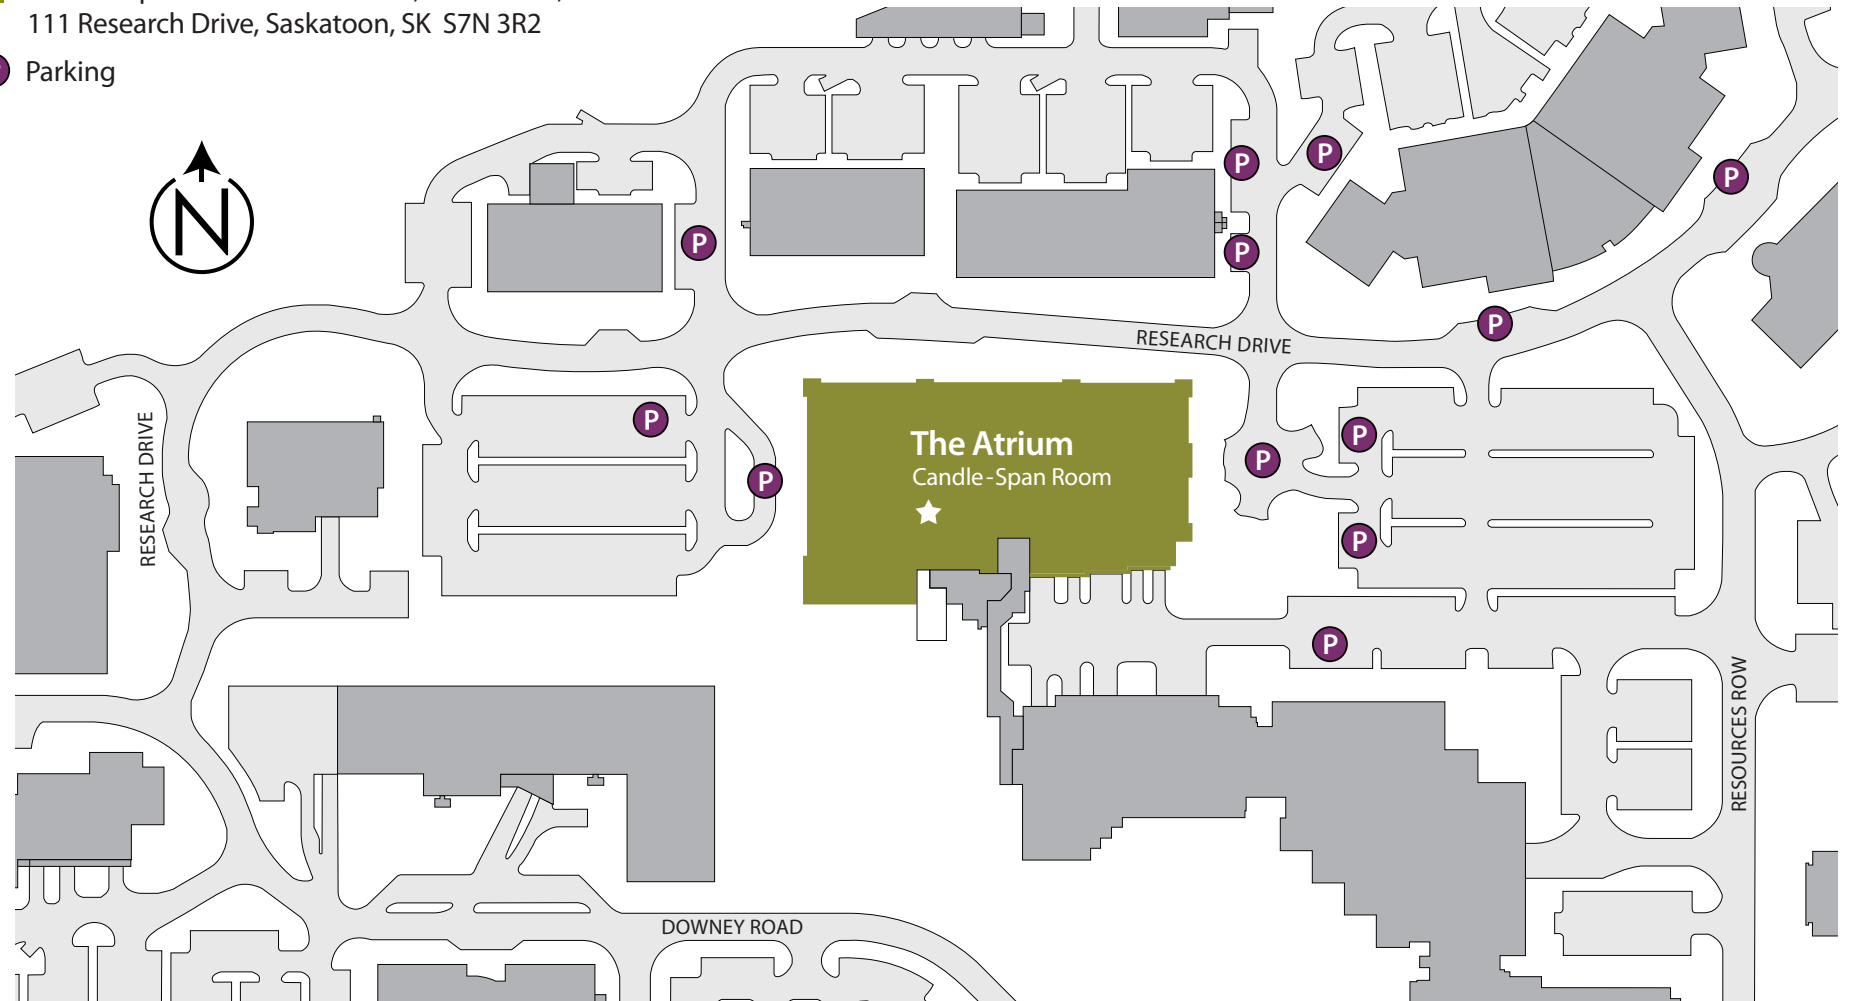 111 Research Drive, Saskatoon, SK S7N 3R2
Parking
N
P
P
P
P
P
P
P
RESEARCH DRIVE
P
P
The Atrium
P
P
Candle-Span Room
P
RESEARCH DRIVE
P
RESOURCES ROW
DOWNEY ROAD